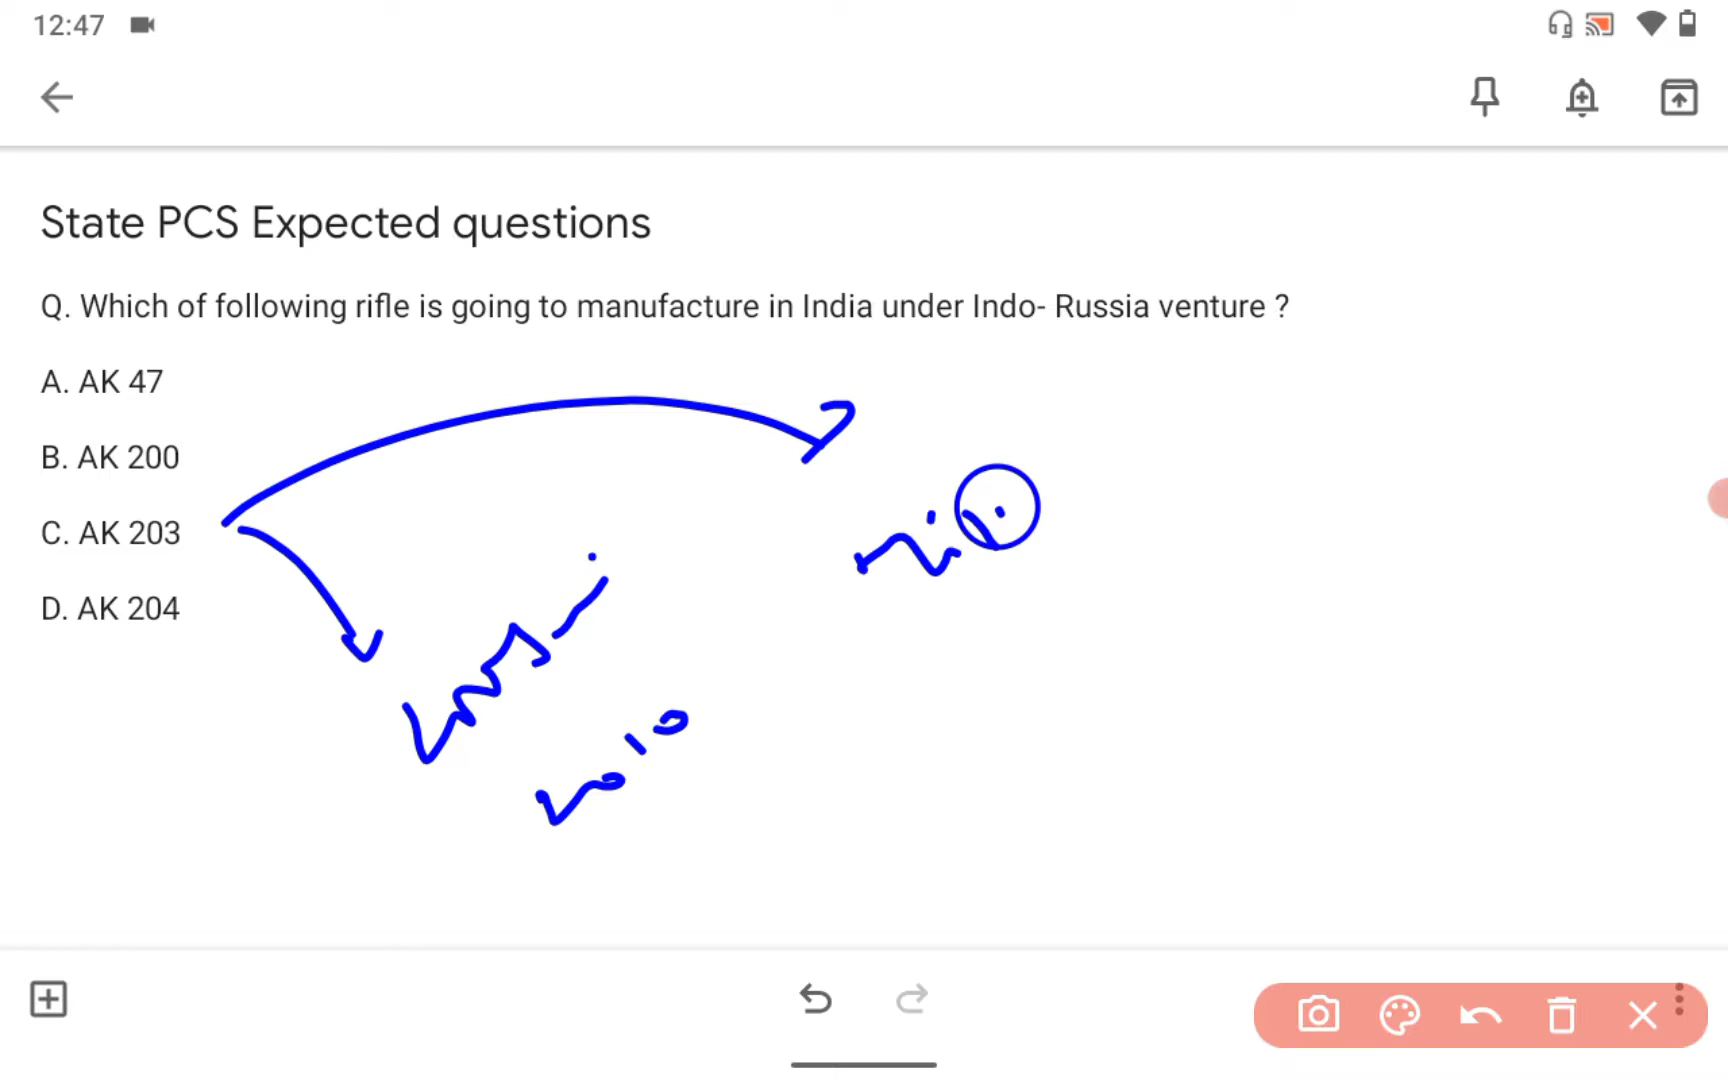 12:47
State PCS Expected questions
Q. Which of following rifle is going to manufacture in India under Indo- Russia venture ?
A. AK 47
B. AK 200
C. AK 203
D. AK 204